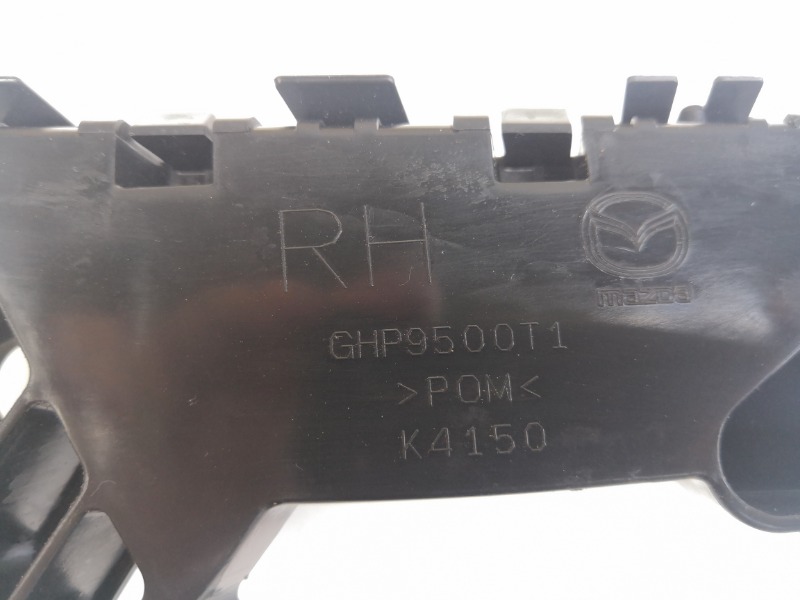 RH
mazda
GHP9500T1
>POM<
K4150